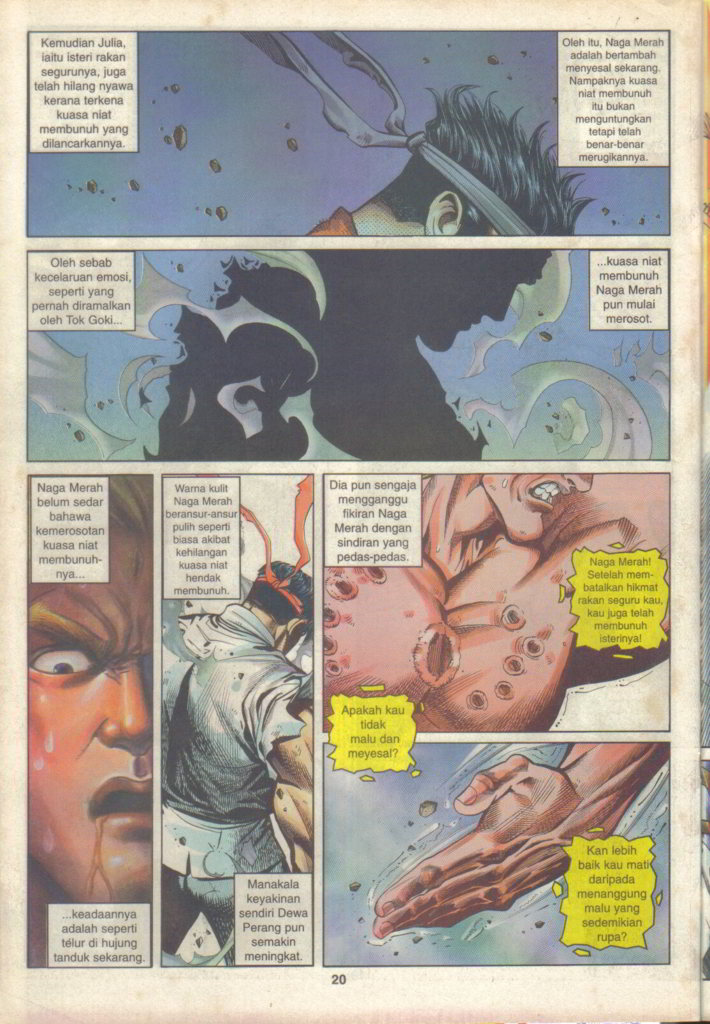 Kemudian Julia,
iaitu isteri rakan
segurunya, juga
telah hilang nyawa
kerana terkena
kuasa niat
membunuh yang
dilancarkannya.
Oleh itu, Naga Merah
adalah bertambah
menyesal sekarang.
Nampaknya kuasa
niat membunuh
itu bukan
menguntungkan
tetapi telah
benar-benar
merugikannya.
Oleh sebab
kecelaruan emosi,
seperti yang
pernah diramalkan
oleh Tok Goki...
...kuasa niat
membunuh
Naga Merah
pun mulai
merosot.
Naga Merah
belum sedar
bahawa
kemerosotan
kuasa niat
membunuh-
nya...
...keadaannya
adalah seperti
telur di hujung
tanduk sekarang.
Warna kulit
Naga Merah
beransur-ansur
pulih seperti
biasa akibat
kehilangan
kuasa niat
hendak
membunuh.
Manakala
keyakinan
sendiri Dewa
Perang pun
semakin
meningkat.
Dia pun sengaja
mengganggu
fikiran Naga
Merah dengan
sindiran yang
pedas-pedas.
Naga Merah!
Setelah mem-
batalkan hikmat
rakan seguru kau,
kau juga telah
membunuh
isterinya!
Apakah kau
tidak
malu dan
meyesal?
Kan lebih
baik kau mati
daripada
menanggung
malu yang
sedemikian
rupa?
20